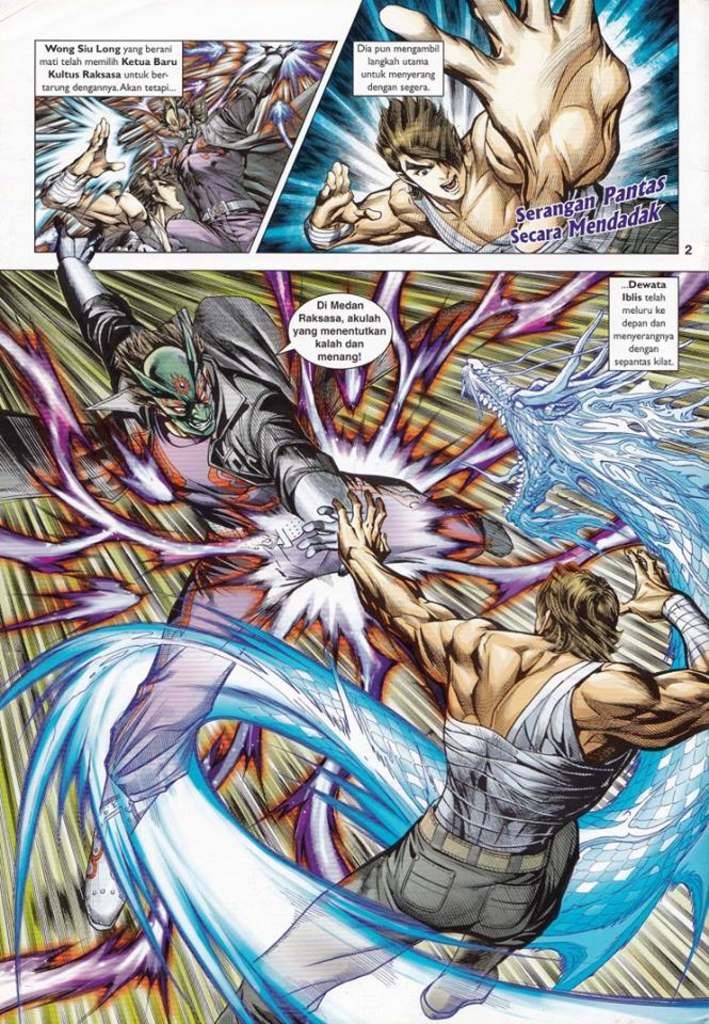 Wong Siu Long yang berani
mati telah memilih Ketua Baru
Kultus Raksasa untuk ber-
tarung dengannya. Akan tetapi...
Dia pun mengambil
langkah utama
untuk menyerang
dengan segera.
Serangan Pantas
Secara Mendadak
2
Di Medan
Raksasa, akulah
yang menentutkan
kalah dan
menang!
...Dewata
Iblis telah
meluru ke
depan dan
menyerangnya
dengan
sepantas kilat.